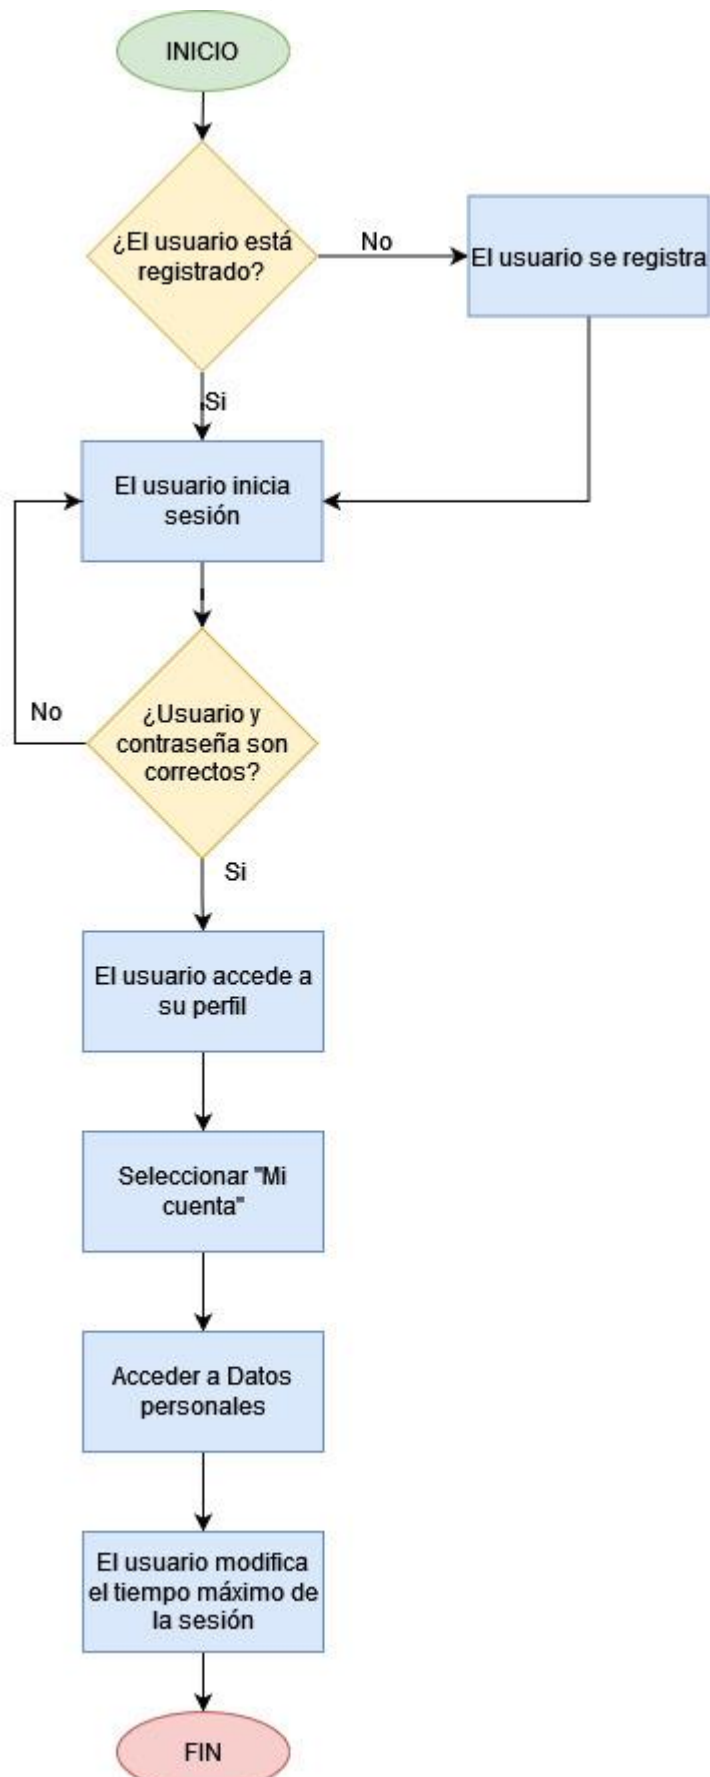 INICIO
¿El usuario está
registrado?
No
El usuario se registra
Si
El usuario inicia
sesión
No
¿Usuario y
contraseña son
correctos?
Si
El usuario accede a
su perfil
Seleccionar "Mi
cuenta"
Acceder a Datos
personales
El usuario modifica
el tiempo máximo de
la sesión
FIN